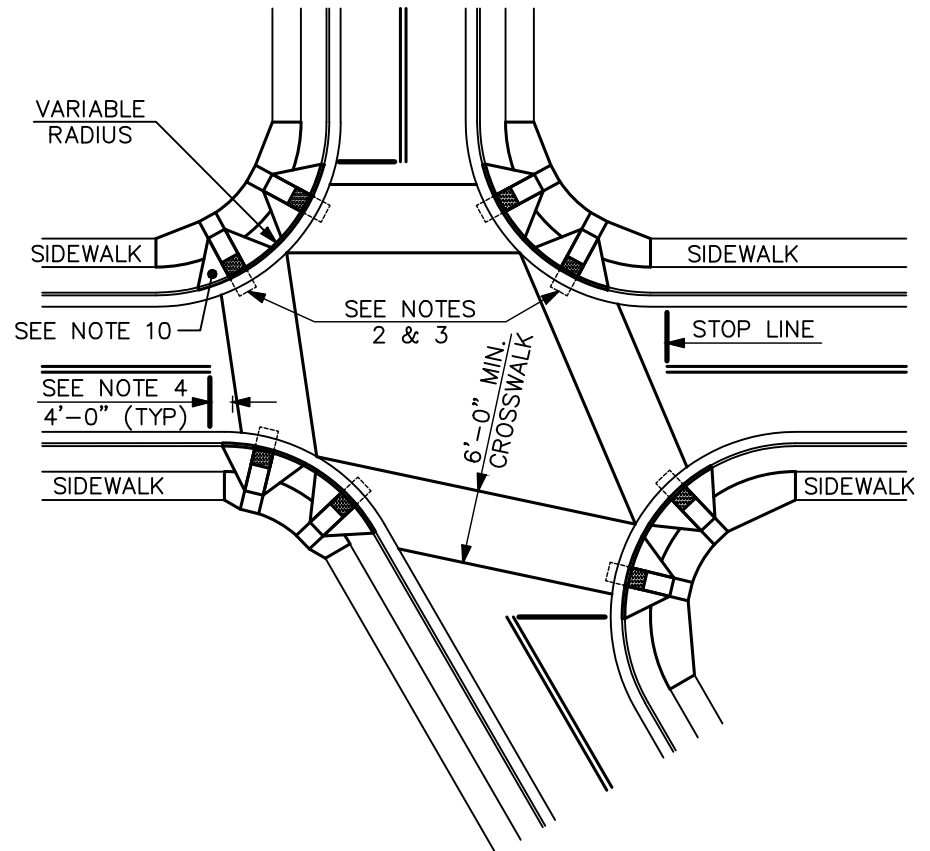 VARIABLE
RADIUS
SIDEWALK
SIDEWALK
SEE NOTE 10
SEE NOTES
2 & 3
STOP LINE
SEE NOTE 4
4'-0" (TYP)
6'-0" MIN.
CROSSWALK
SIDEWALK
SIDEWALK